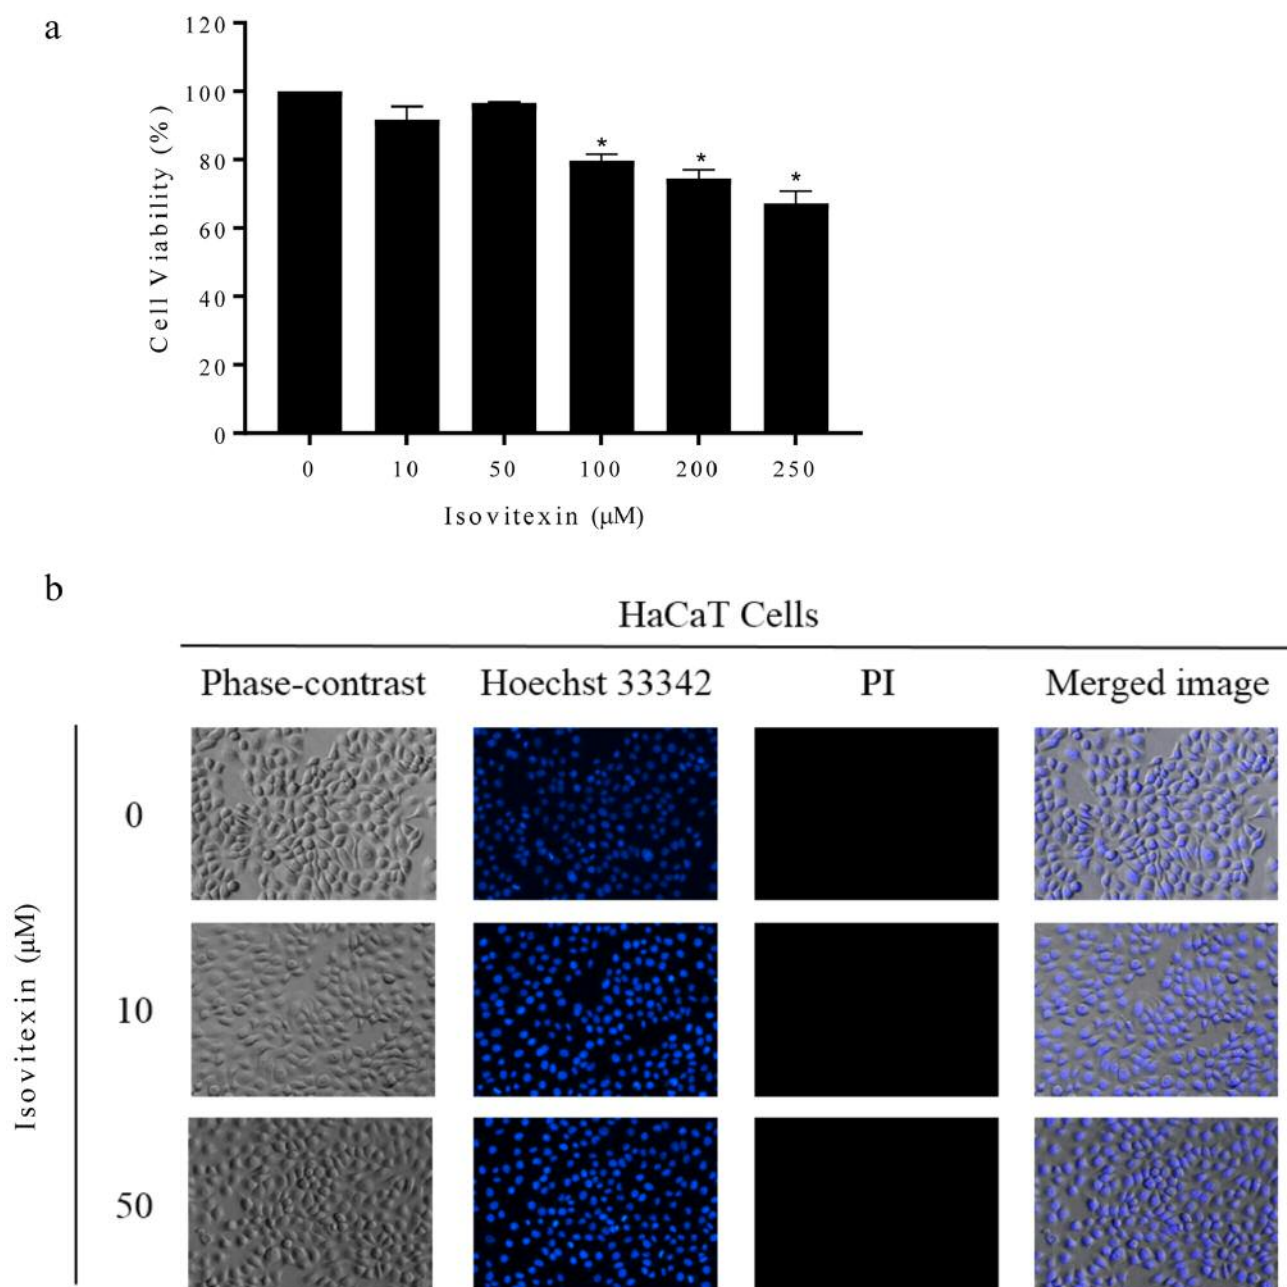 a
120
100
80
60
40
20
0
Cell Viability (%)
* * *
0 10 50 100 200 250
Isovitexin (μM)
b
HaCaT Cells
Phase-contrast Hoechst 33342 PI Merged image
0
10
50
Isovitexin (μM)